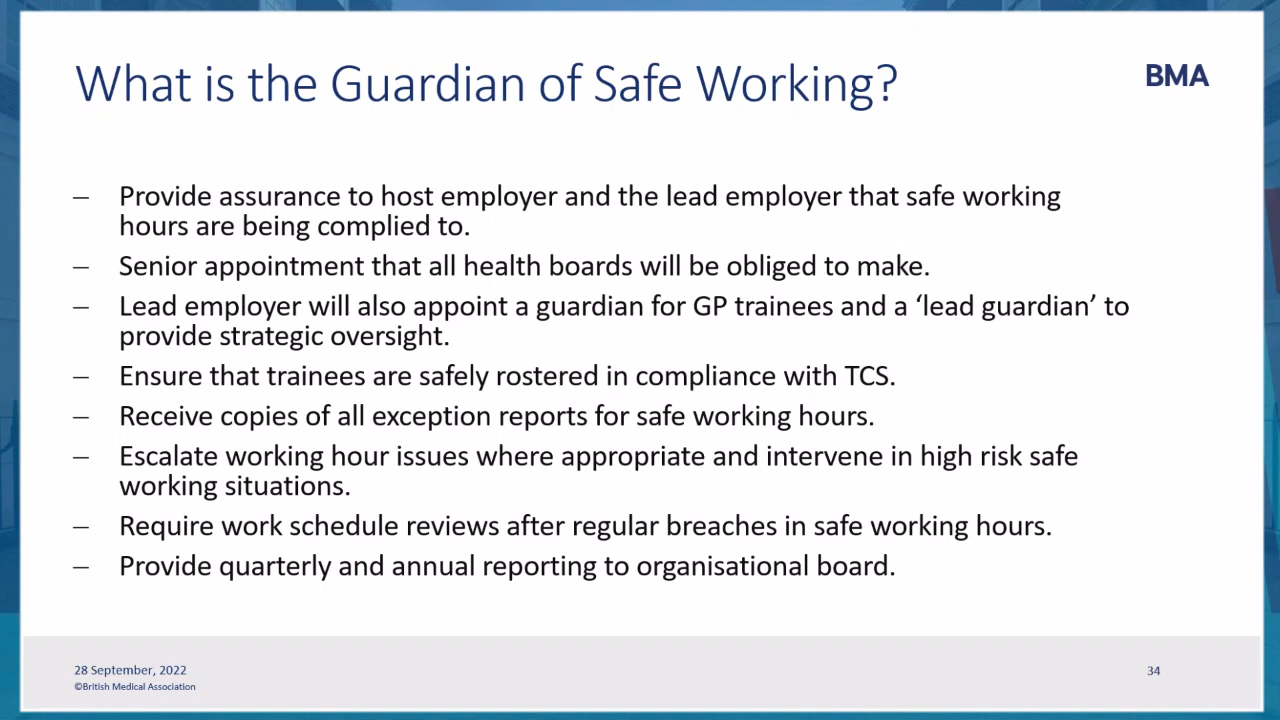 What is the Guardian of Safe Working?
BMA
– Provide assurance to host employer and the lead employer that safe working
hours are being complied to.
– Senior appointment that all health boards will be obliged to make.
– Lead employer will also appoint a guardian for GP trainees and a ‘lead guardian’ to
provide strategic oversight.
– Ensure that trainees are safely rostered in compliance with TCS.
– Receive copies of all exception reports for safe working hours.
– Escalate working hour issues where appropriate and intervene in high risk safe
working situations.
– Require work schedule reviews after regular breaches in safe working hours.
– Provide quarterly and annual reporting to organisational board.
28 September, 2022
©British Medical Association
34